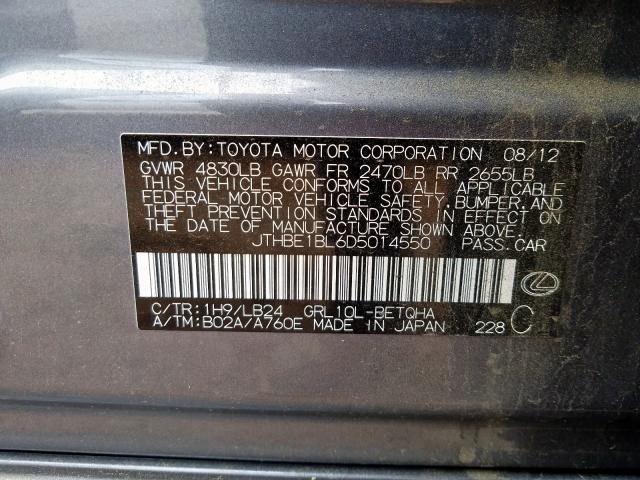 MFD.BY:TOYOTA MOTOR CORPORATION 08/12
GVWR 4830LB GAWR FR 2470LB RR 2655LB
THIS VEHICLE CONFORMS TO ALL APPLICABLE
FEDERAL MOTOR VEHICLE SAFETY,BUMPER,AND
THEFT PREVENTION STANDARDS IN EFFECT ON
THE DATE OF MANUFACTURE SHOWN ABOVE.
JTHBE1BL6D5014550 PASS.CAR
C/TR:1H9/LB24 GRL10L-BETQHA
A/TM:B02A/A760E MADE IN JAPAN 228 C